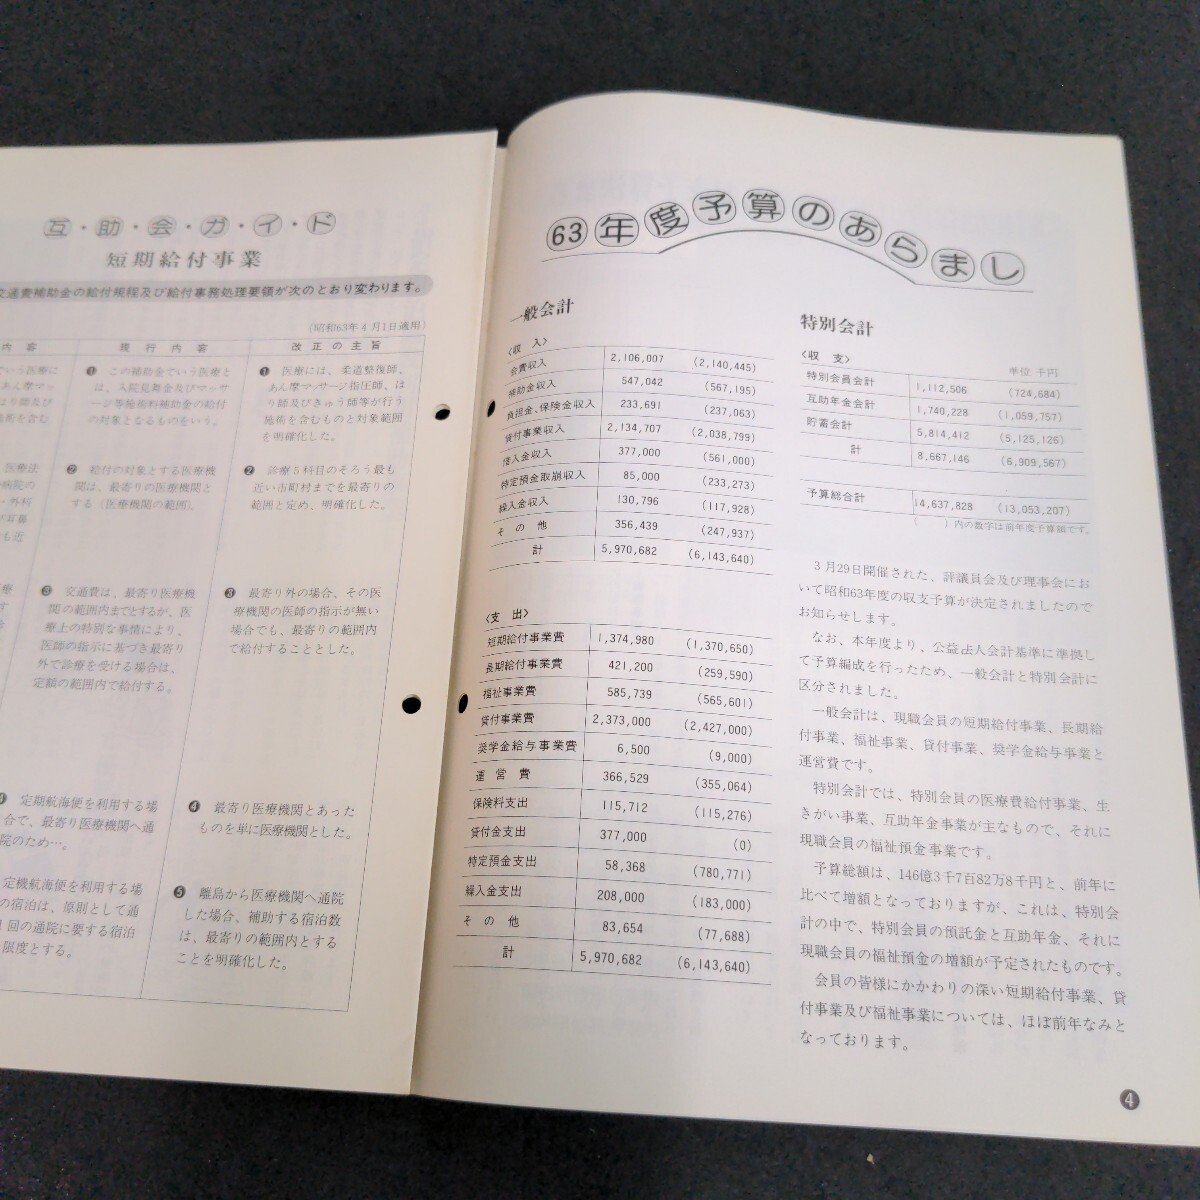 互・助・会・ガ・イ・ド
短期給付事業
交通費補助金の給付規程及び給付事務処理要領が次のとおり変わります。
(昭和63年4月1日適用)
内容
現行内容
改正の主旨
❶ この補助金でいう医療と
は、入院見舞金及びマッサ
ージ等施術料補助金の給付
の対象となるものをいう。
❶ 医療には、柔道整復師、
あん摩マッサージ指圧師、は
り師及びきゅう師等が行う
施術を含むものと対象範囲
を明確化した。
❷ 給付の対象とする医療機
関は、最寄りの医療機関と
する〔医療機関の範囲〕。
❷ 診療5科目のそろう最も
近い市町村までを最寄りの
範囲と定め、明確化した。
❸ 交通費は、最寄り医療機
関の範囲内までとするが、医
療上の特別な事情により、
医師の指示に基づき最寄り
外で診療を受ける場合は、
定額の範囲内で給付する。
❸ 最寄り外の場合、その医
療機関の医師の指示が無い
場合でも、最寄りの範囲内
で給付することとした。
❹ 定期航海便を利用する場
合で、最寄り医療機関へ通
院のため…。
❹ 最寄り医療機関とあった
ものを単に医療機関とした。
定機航海便を利用する場
の宿泊は、原則として通
1回の通院に要する宿泊
限度とする。
❺ 離島から医療機関へ通院
した場合、補助する宿泊数
は、最寄りの範囲内とする
ことを明確化した。
63年度予算のあらまし
一般会計
〈収 入〉
会費収入 2,106,007 (2,140,445)
補助金収入 547,042 (567,195)
負担金、保険金収入 233,691 (237,063)
貸付事業収入 2,134,707 (2,038,799)
借入金収入 377,000 (561,000)
特定預金取崩収入 85,000 (233,273)
繰入金収入 130,796 (117,928)
その他 356,439 (247,937)
計 5,970,682 (6,143,640)
〈支 出〉
短期給付事業費 1,374,980 (1,370,650)
長期給付事業費 421,200 (259,590)
福祉事業費 585,739 (565,601)
貸付事業費 2,373,000 (2,427,000)
奨学金給与事業費 6,500 (9,000)
運営費 366,529 (355,064)
保険料支出 115,712 (115,276)
貸付金支出 377,000 (0)
特定預金支出 58,368 (780,771)
繰入金支出 208,000 (183,000)
その他 83,654 (77,688)
計 5,970,682 (6,143,640)
特別会計
〈収 支〉
単位 千円
特別会員会計 1,112,506 (724,684)
互助年金会計 1,740,228 (1,059,757)
貯蓄会計 5,814,412 (5,125,126)
計 8,667,146 (6,909,567)
予算総合計 14,637,828 (13,053,207)
( )内の数字は前年度予算額です。
3月29日開催された、評議員会及び理事会にお
いて昭和63年度の収支予算が決定されましたので
お知らせします。
なお、本年度より、公益法人会計基準に準拠し
て予算編成を行ったため、一般会計と特別会計に
区分されました。
一般会計は、現職会員の短期給付事業、長期給
付事業、福祉事業、貸付事業、奨学金給与事業と
運営費です。
特別会計では、特別会員の医療費給付事業、生
きがい事業、互助年金事業が主なもので、それに
現職会員の福祉預金事業です。
予算総額は、146億3千7百82万8千円と、前年に
比べて増額となっておりますが、これは、特別会
計の中で、特別会員の預託金と互助年金、それに
現職会員の福祉預金の増額が予定されたものです。
会員の皆様にかかわりの深い短期給付事業、貸
付事業及び福祉事業については、ほぼ前年なみと
なっております。
❹